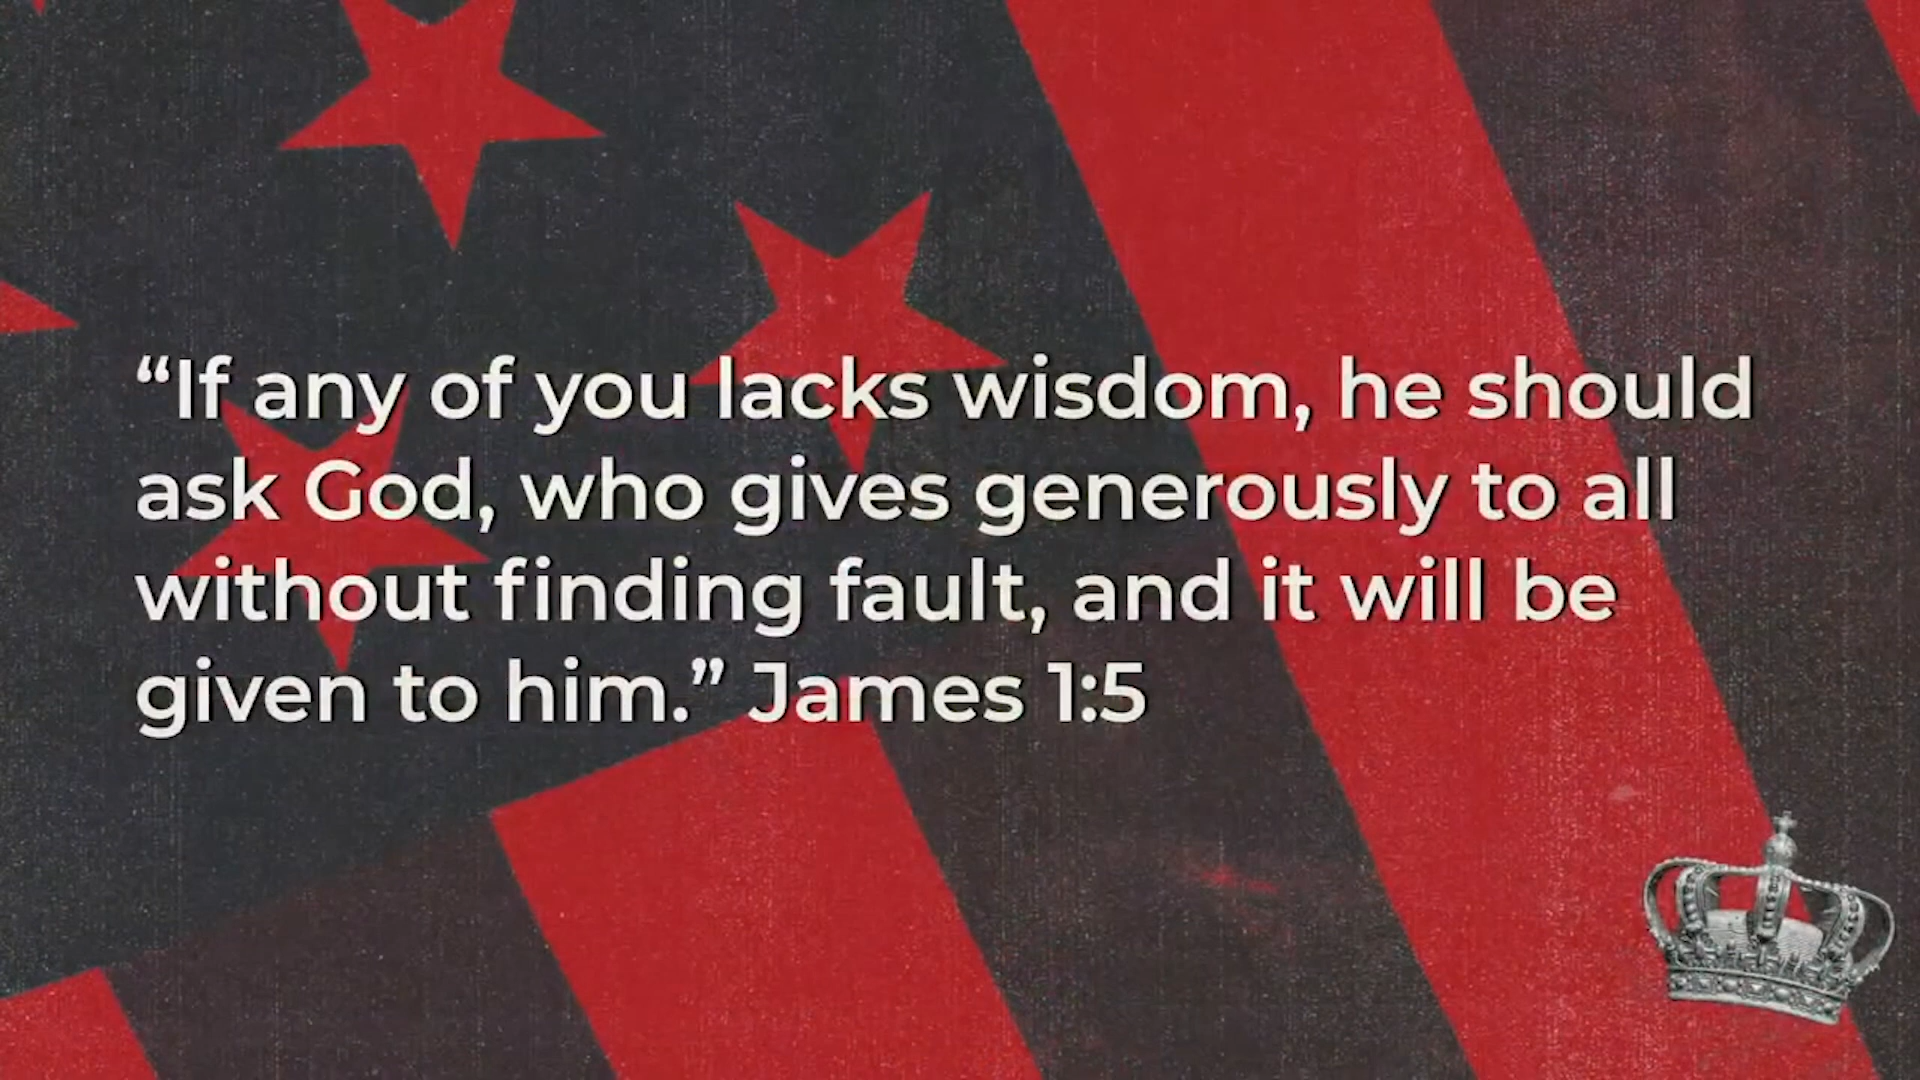 “If any of you lacks wisdom, he should
ask God, who gives generously to all
without finding fault, and it will be
given to him.” James 1:5